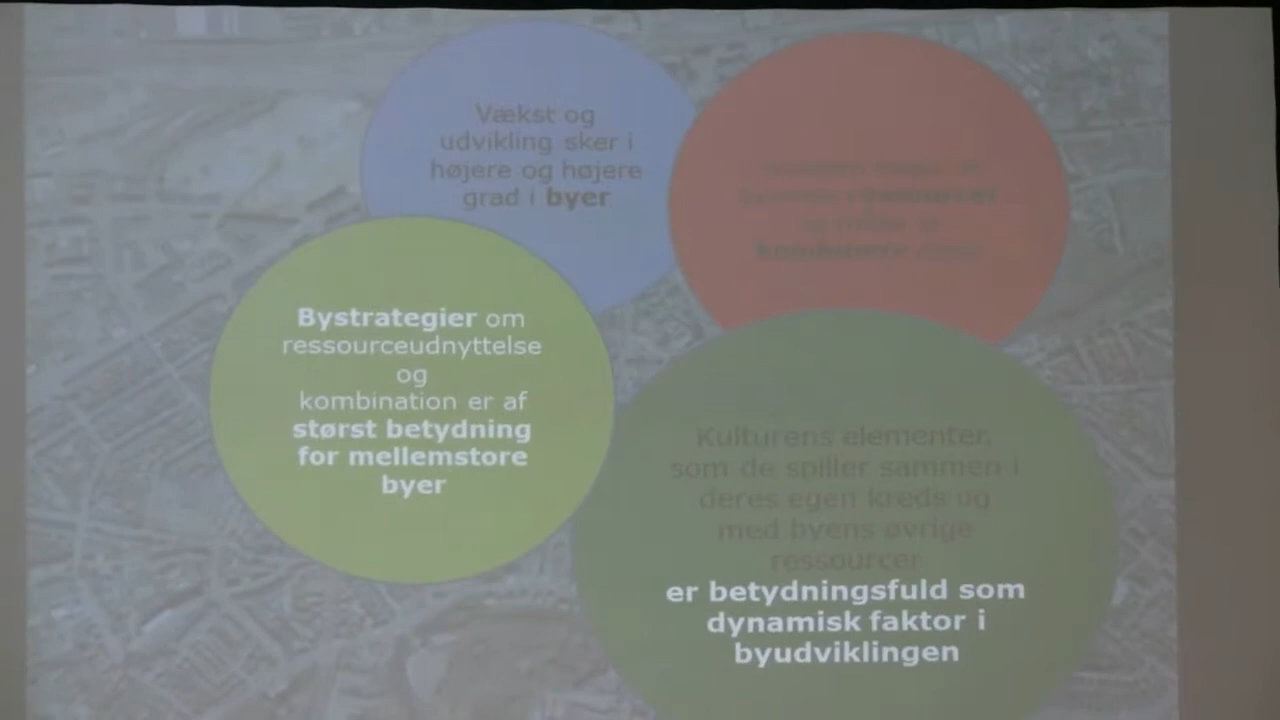 Vækst og
udvikling sker i
højere og højere
grad i byer
ressourcer
Bystrategier om
ressourceudnyttelse
og
kombination er af
størst betydning
for mellemstore
byer
Kulturens elementer,
som de spiller sammen i
deres egen kreds og
med byens øvrige
ressourcer
er betydningsfuld som
dynamisk faktor i
byudviklingen